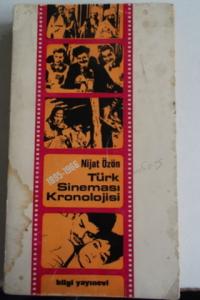 1895-1966
Nijat Özön
Türk
Sineması
Kronolojisi
bilgi yayınevi